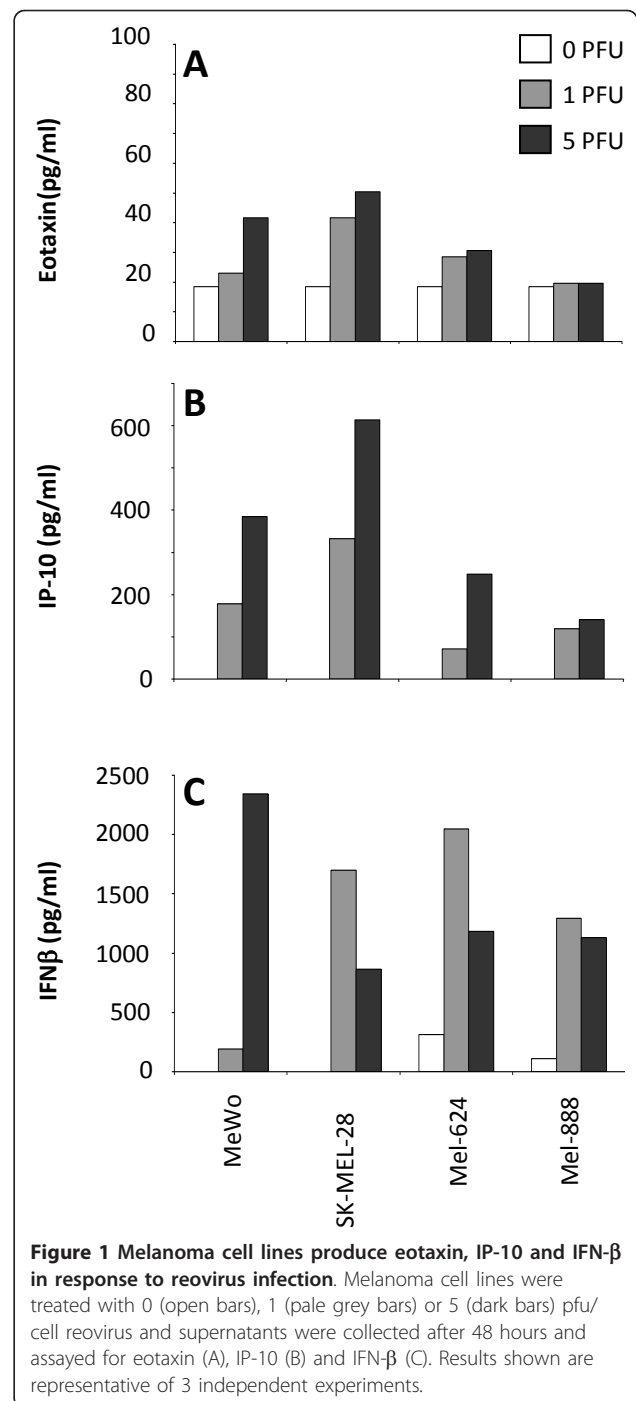 100
80
60
40
20
0
Eotaxin(pg/ml)
A
0 PFU
1 PFU
5 PFU
600
400
200
0
IP-10 (pg/ml)
B
2500
2000
1500
1000
500
0
IFNβ (pg/ml)
C
MeWo
SK-MEL-28
Mel-624
Mel-888
Figure 1 Melanoma cell lines produce eotaxin, IP-10 and IFN-β
in response to reovirus infection. Melanoma cell lines were
treated with 0 (open bars), 1 (pale grey bars) or 5 (dark bars) pfu/
cell reovirus and supernatants were collected after 48 hours and
assayed for eotaxin (A), IP-10 (B) and IFN-β (C). Results shown are
representative of 3 independent experiments.